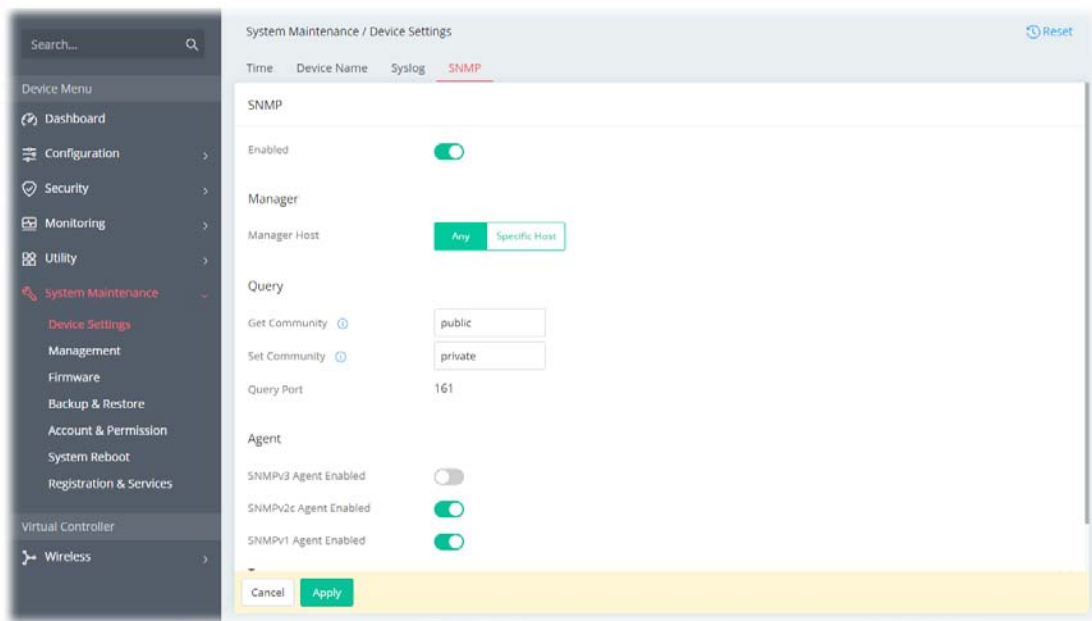 Search...
Device Menu
Dashboard
Configuration
Security
Monitoring
Utility
System Maintenance
Device Settings
Management
Firmware
Backup & Restore
Account & Permission
System Reboot
Registration & Services
Virtual Controller
Wireless
System Maintenance / Device Settings
Reset
Time Device Name Syslog SNMP
SNMP
Enabled
Manager
Manager Host Any Specific Host
Query
Get Community public
Set Community private
Query Port 161
Agent
SNMPv3 Agent Enabled
SNMPv2c Agent Enabled
SNMPv1 Agent Enabled
Cancel Apply